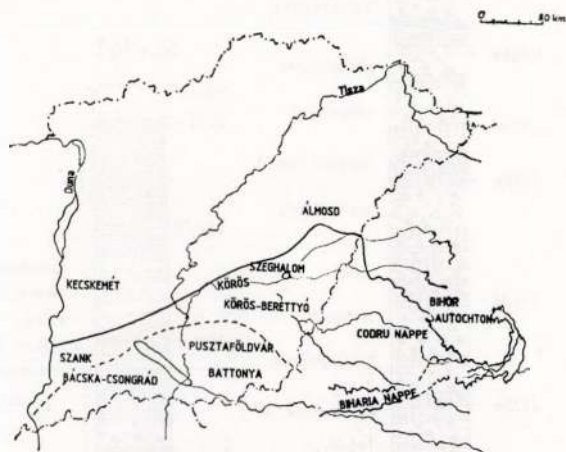 0 80 km
Tisza
Duna
ÁLMOSD
SZEGHALOM
KECSKEMÉT
KÖRÖS
KÖRÖS-BERETTYÓ
BIHOR
AUTOCHTON
CODRU NAPPE
PUSZTAFÖLDVÁR
SZANK
BATTONYA
BÁCSKA-CSONGRÁD
BIHARIA NAPPE